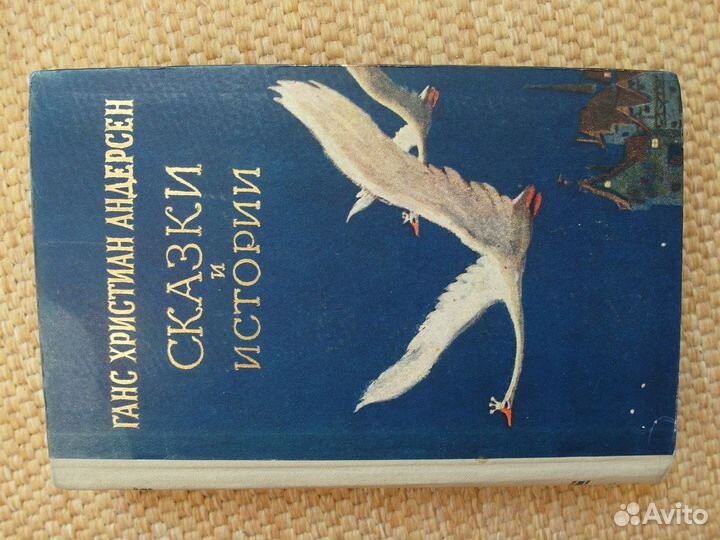 ГАНС ХРИСТИАН АНДЕРСЕН
СКАЗКИ
И
ИСТОРИИ
Avito